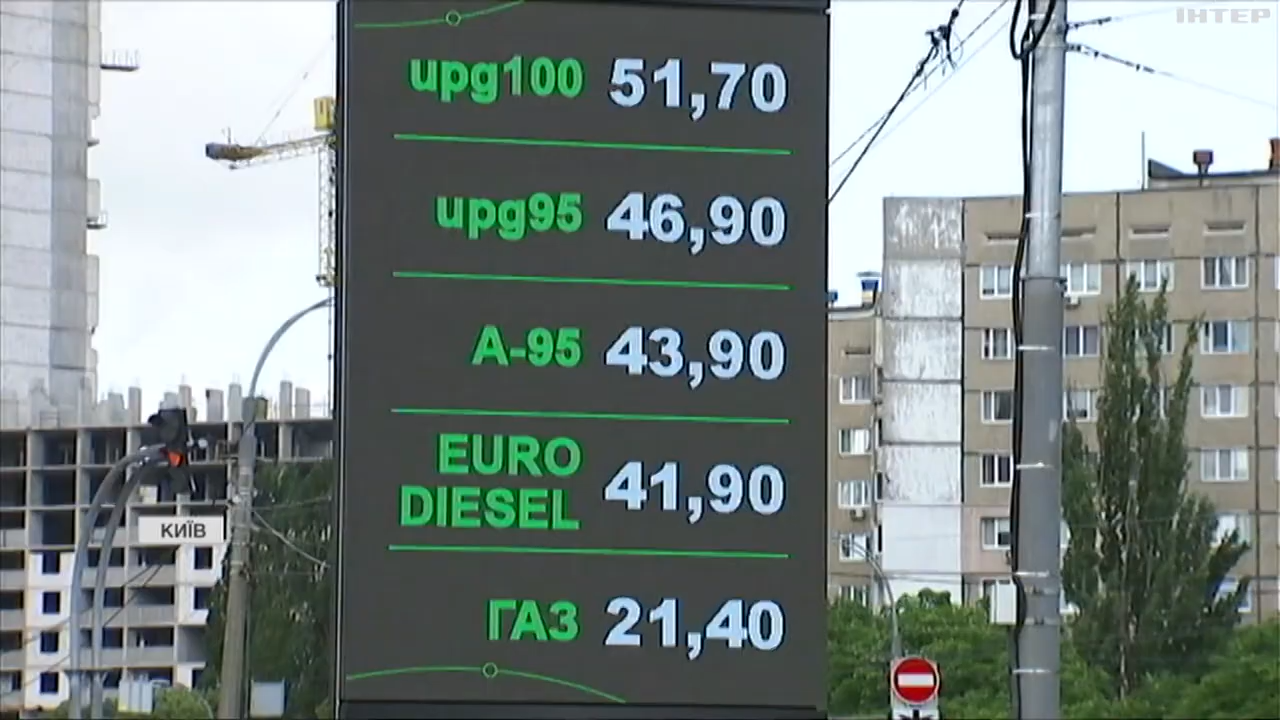 ІНТЕР
upg100 51,70
upg95 46,90
А-95 43,90
EURO
DIESEL 41,90
ГАЗ 21,40
КИЇВ